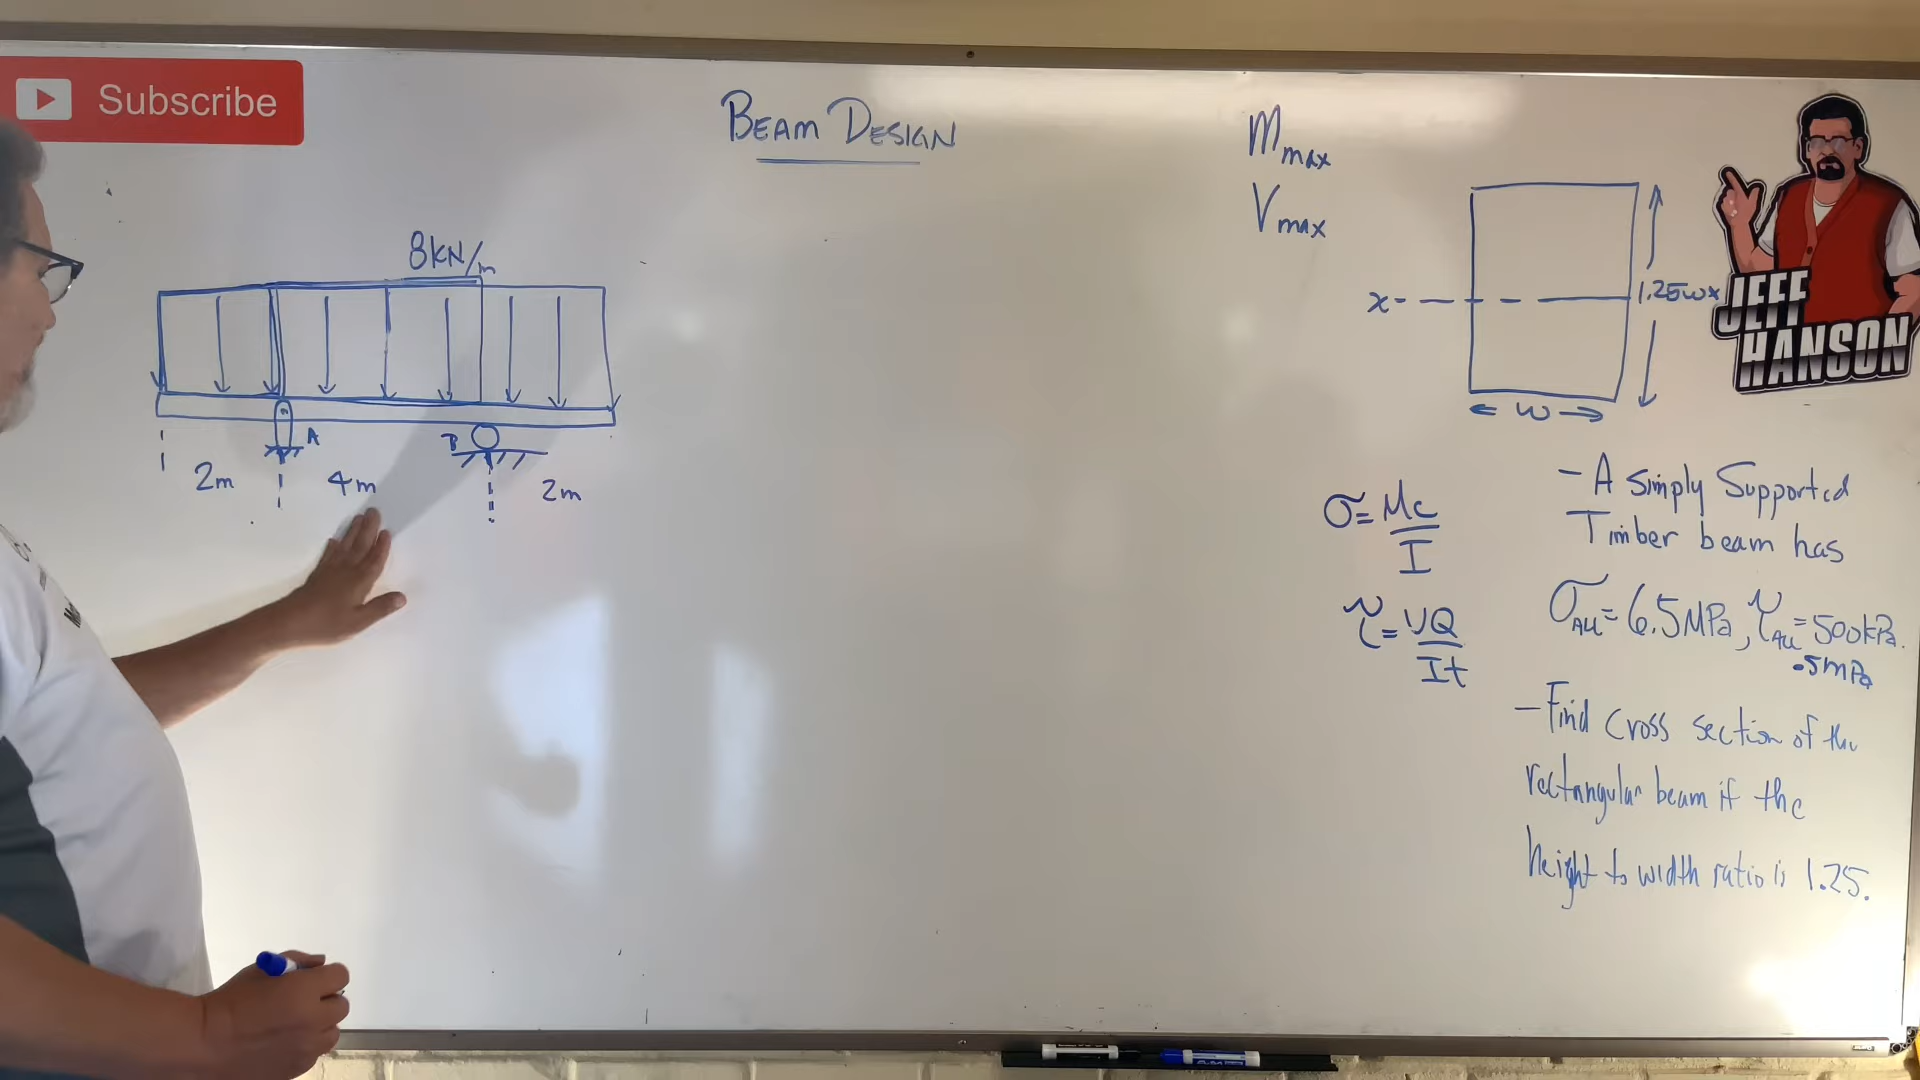 Subscribe
BEAM DESIGN
8kN/m
A
B
2m
4m
2m
Mmax
Vmax
x
1.25w x
w
JEFF
HANSON
σ = Mc
I
τ = VQ
It
- A Simply Supported
Timber beam has
σALL = 6.5MPa, τALL = 500kPa.
.5mPa
- Find cross section of the
rectangular beam if the
height to width ratio is 1.25.